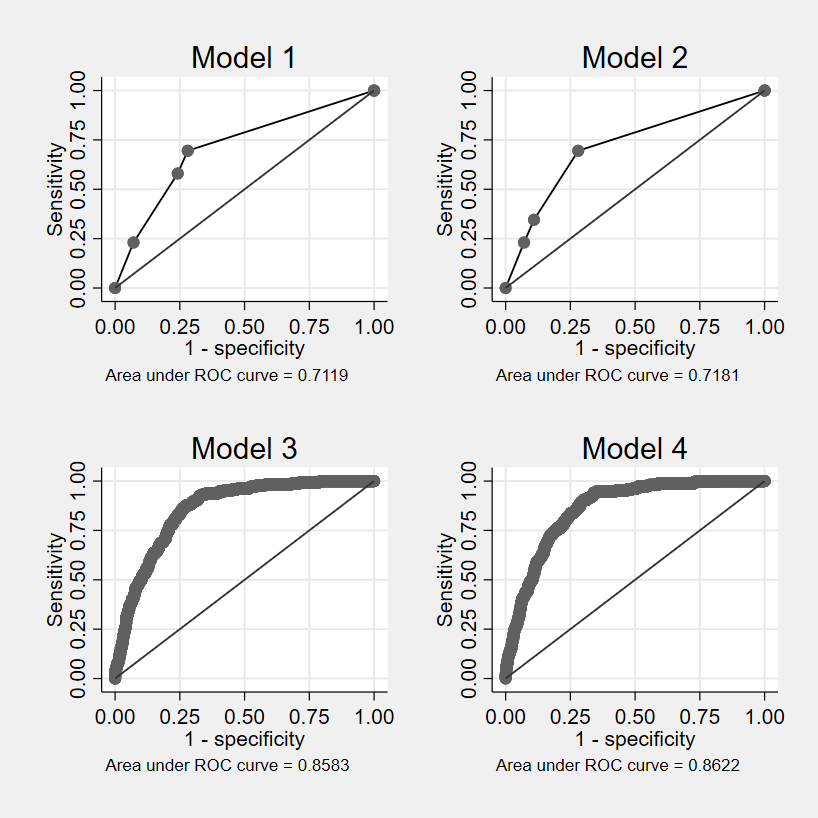 Model 1
Sensitivity
0.00 0.25 0.50 0.75 1.00
0.00 0.25 0.50 0.75 1.00
1 - specificity
Area under ROC curve = 0.7119
Model 2
Sensitivity
0.00 0.25 0.50 0.75 1.00
0.00 0.25 0.50 0.75 1.00
1 - specificity
Area under ROC curve = 0.7181
Model 3
Sensitivity
0.00 0.25 0.50 0.75 1.00
0.00 0.25 0.50 0.75 1.00
1 - specificity
Area under ROC curve = 0.8583
Model 4
Sensitivity
0.00 0.25 0.50 0.75 1.00
0.00 0.25 0.50 0.75 1.00
1 - specificity
Area under ROC curve = 0.8622